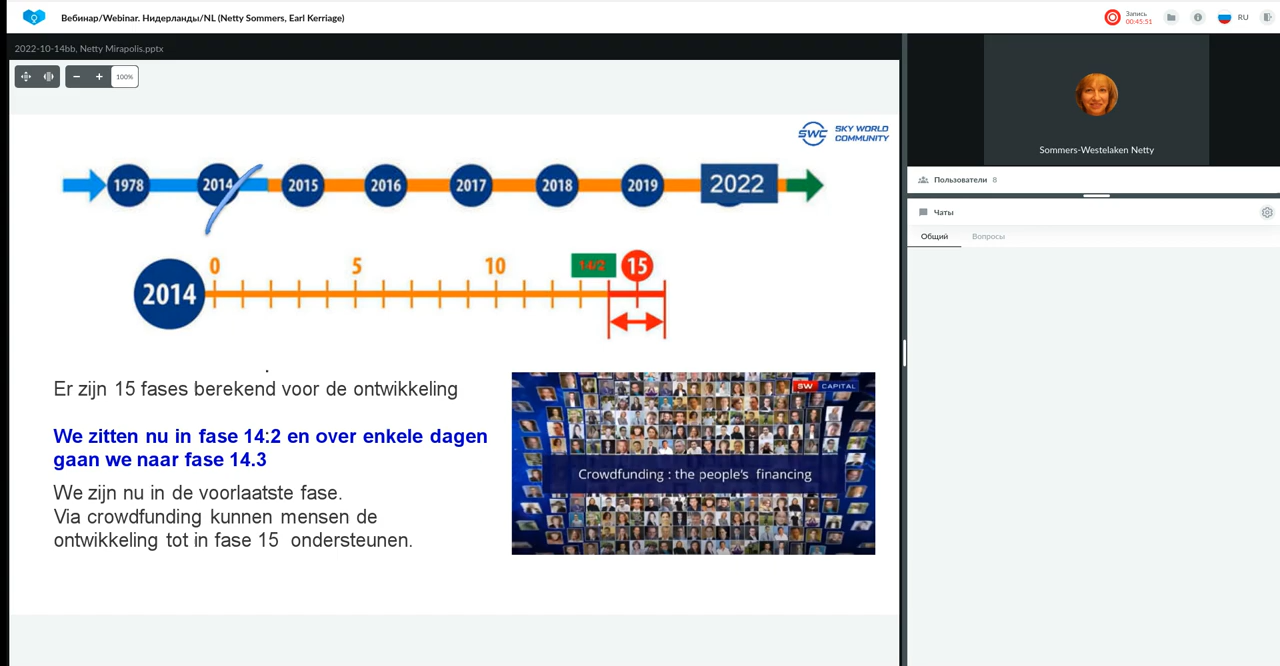 Вебинар/Webinar. Нидерланды/NL (Netty Sommers, Earl Kerriage)
Запись
00:45:51
RU
2022-10-14bb, Netty Mirapolis.pptx
100%
Sommers-Westelaken Netty
Пользователи 8
Чаты
Общий Вопросы
SWC SKY WORLD
COMMUNITY
1978 2014 2015 2016 2017 2018 2019 2022
0 5 10 14/2 15
2014
.
Er zijn 15 fases berekend voor de ontwikkeling
We zitten nu in fase 14:2 en over enkele dagen
gaan we naar fase 14.3
We zijn nu in de voorlaatste fase.
Via crowdfunding kunnen mensen de
ontwikkeling tot in fase 15 ondersteunen.
SW CAPITAL
Crowdfunding : the people's financing